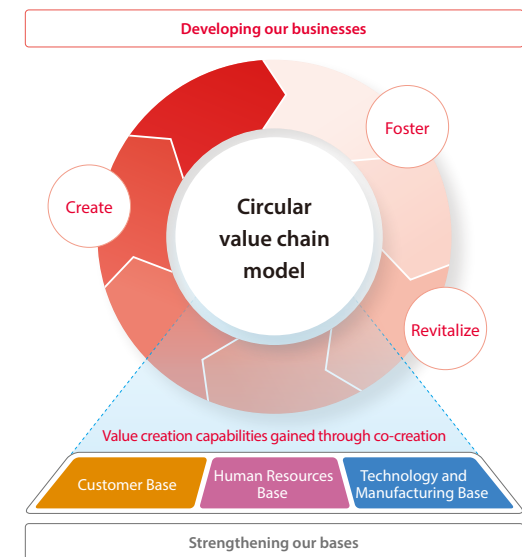 Developing our businesses
Foster
Create
Circular
value chain
model
Revitalize
Value creation capabilities gained through co-creation
Customer Base
Human Resources
Base
Technology and
Manufacturing Base
Strengthening our bases